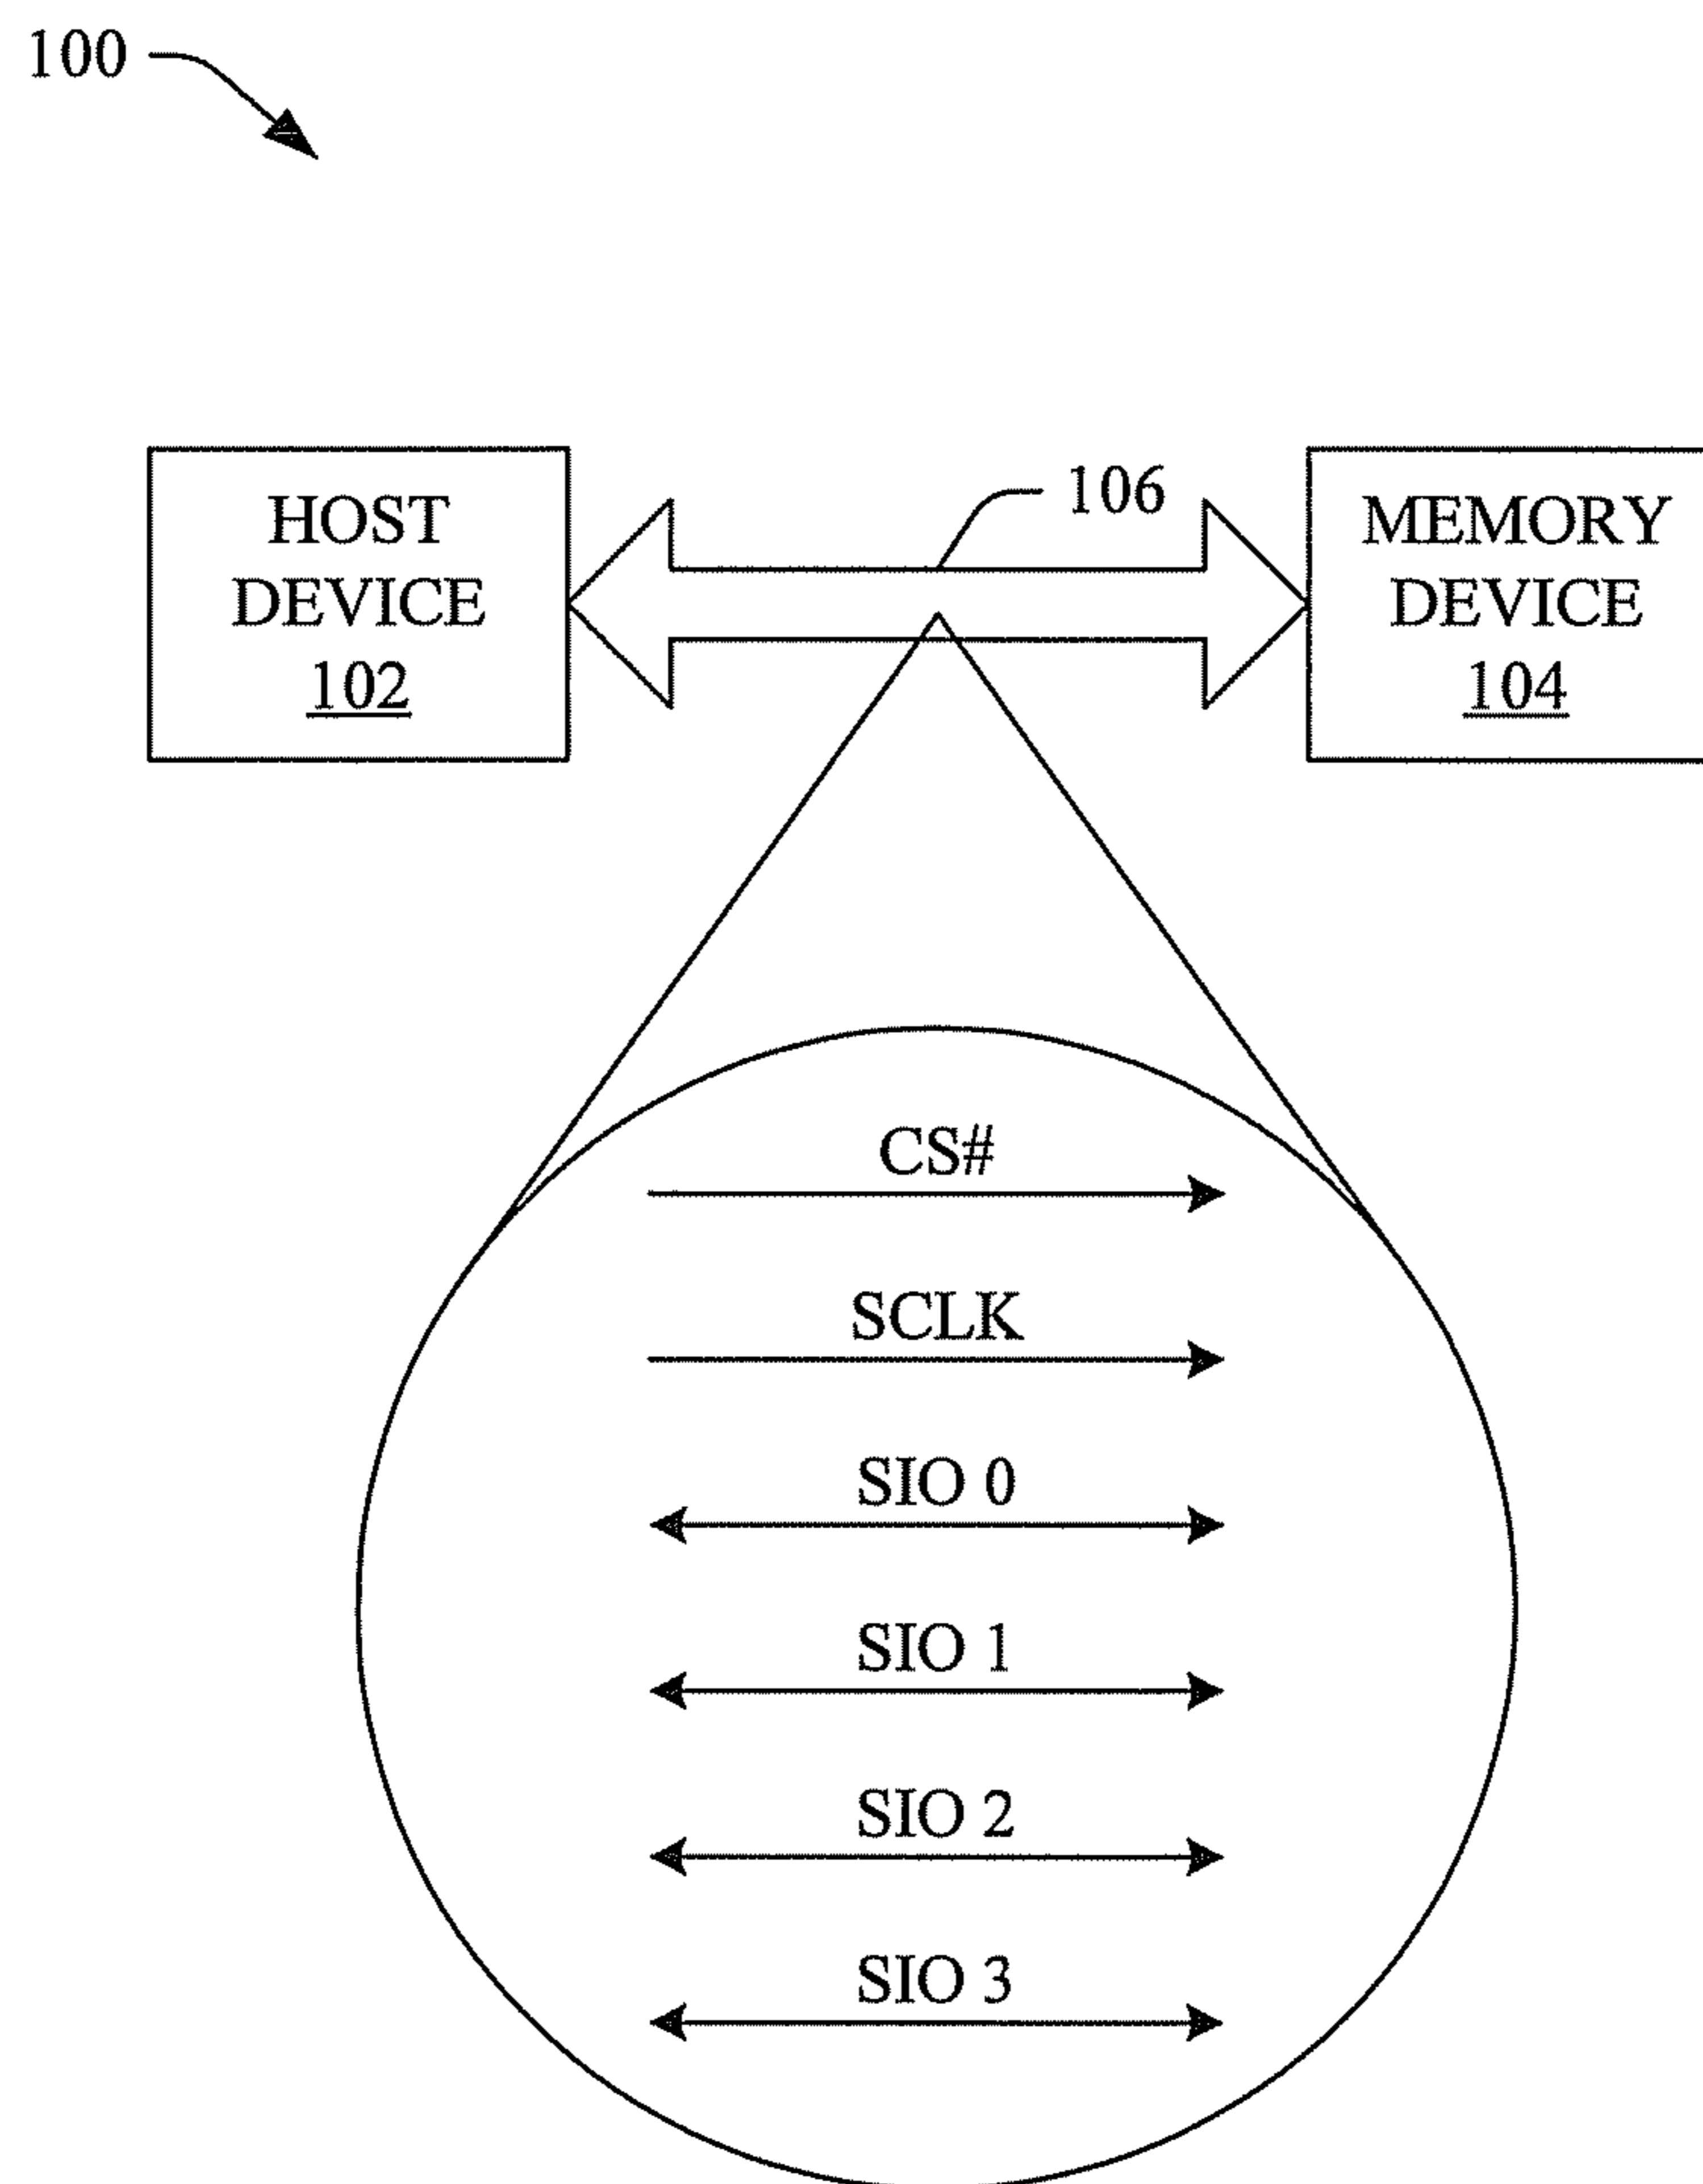 100
106
HOST
DEVICE
102
MEMORY
DEVICE
104
CS#
SCLK
SIO 0
SIO 1
SIO 2
SIO 3